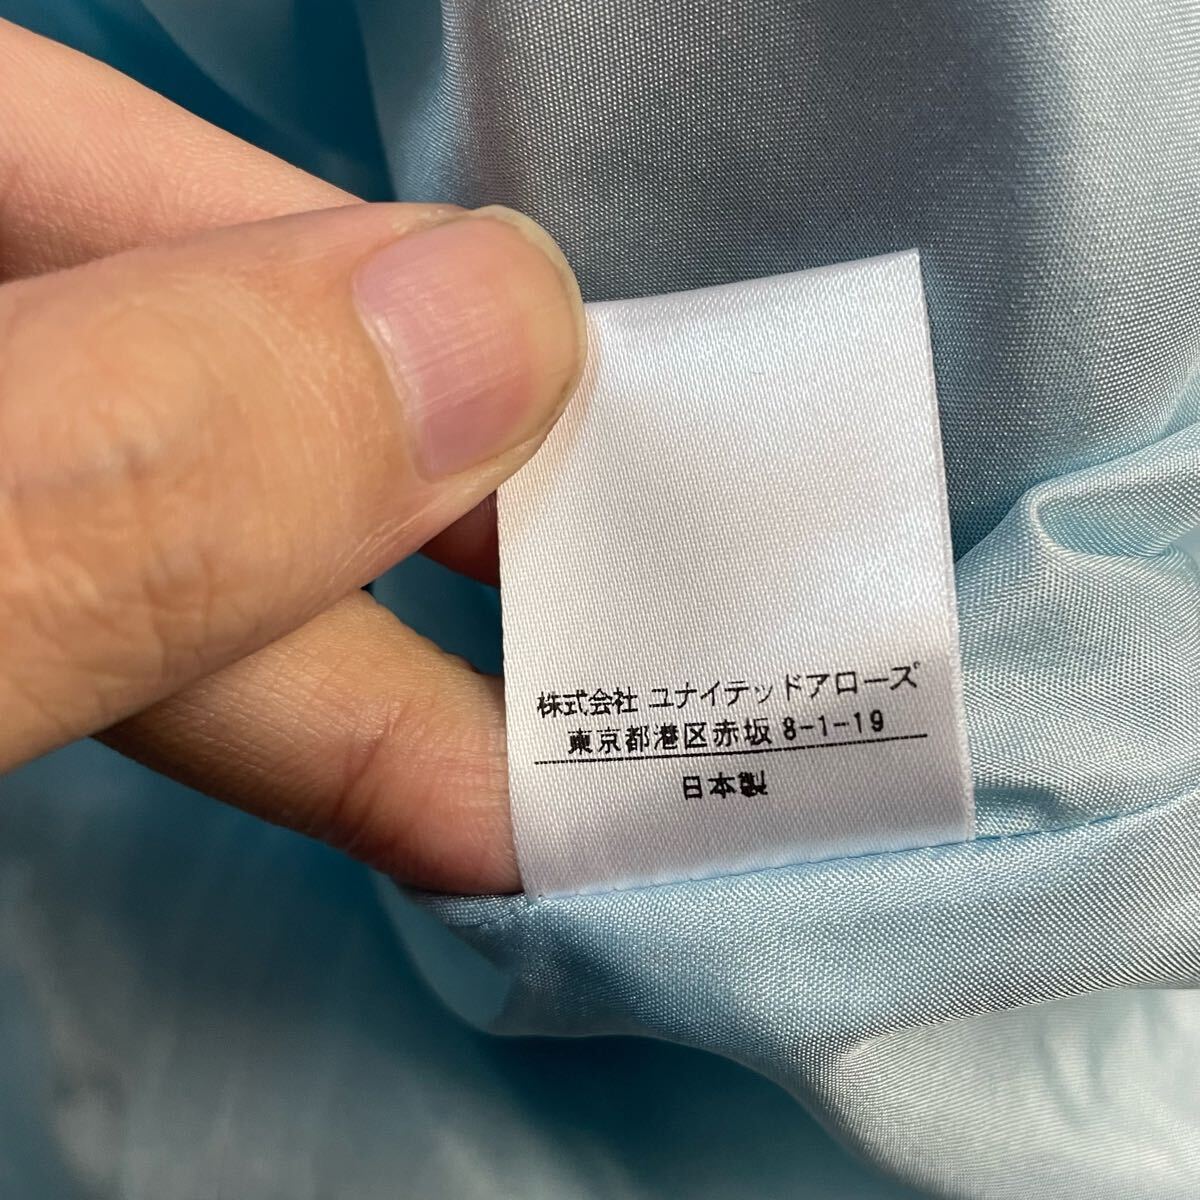 株式会社 ユナイテッドアローズ
東京都港区赤坂 8-1-19
日本製